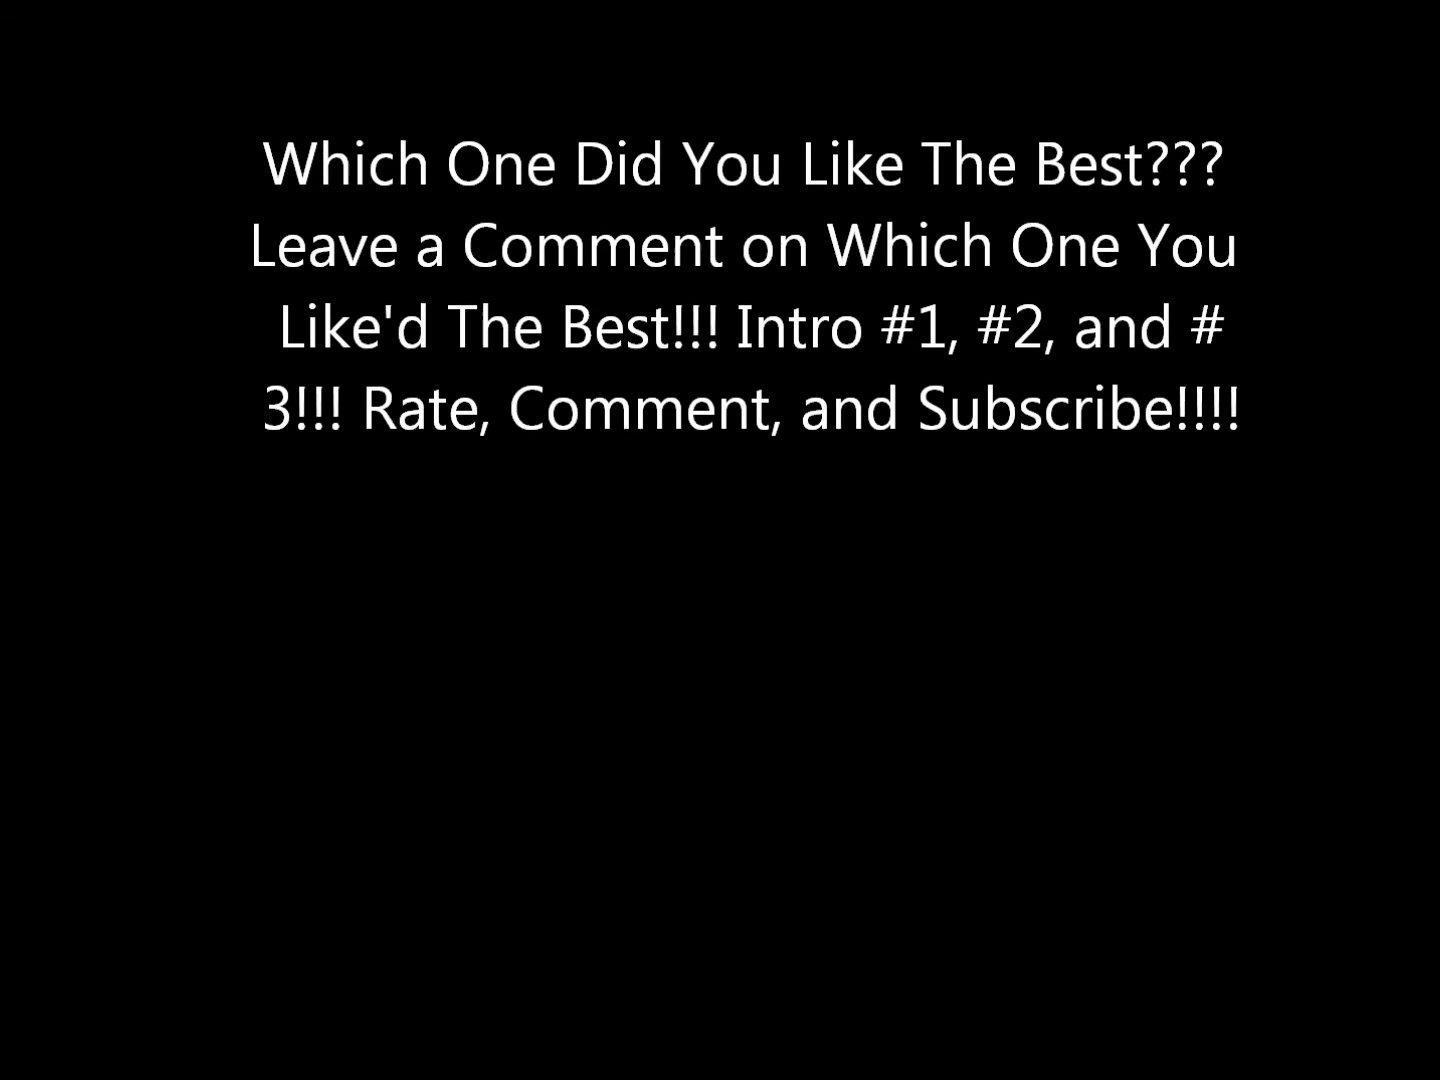 Which One Did You Like The Best???
Leave a Comment on Which One You
Like'd The Best!!! Intro #1, #2, and #
3!!! Rate, Comment, and Subscribe!!!!